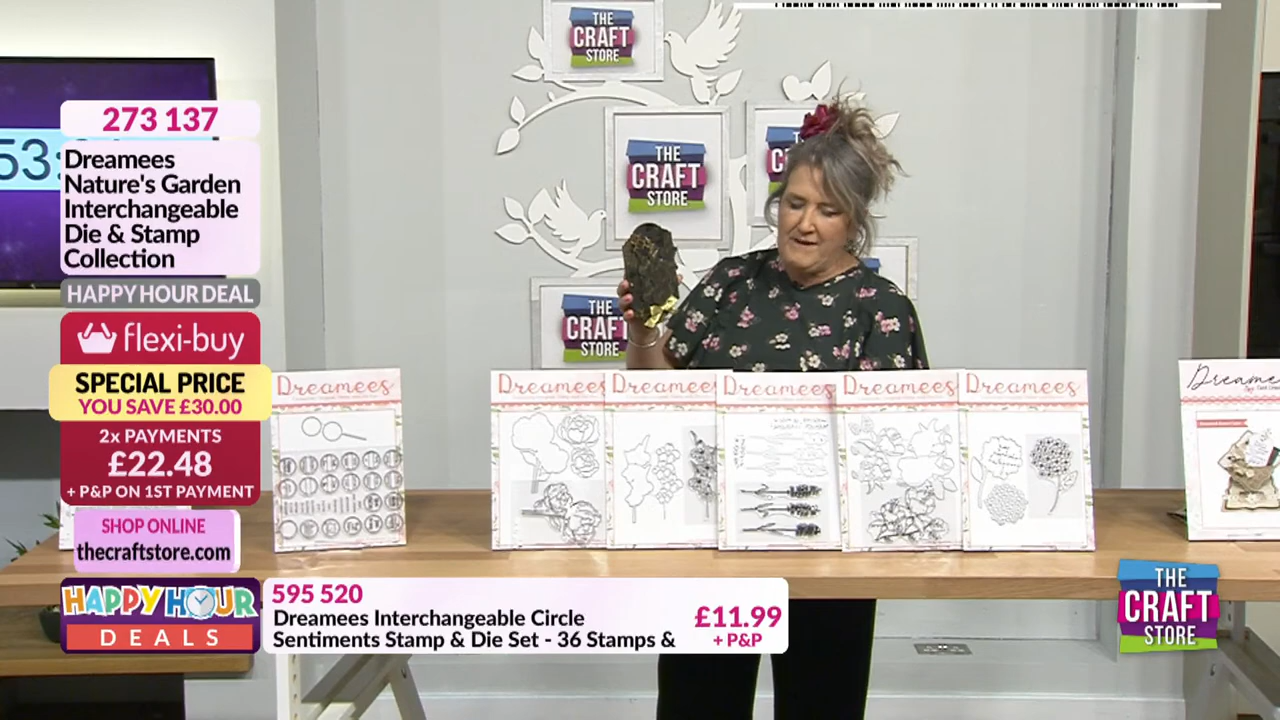 THE
CRAFT
STORE
THE
CRAFT
STORE
THE
CRAFT
STORE
53:
273 137
Dreamees
Nature's Garden
Interchangeable
Die & Stamp
Collection
HAPPY HOUR DEAL
flexi-buy
SPECIAL PRICE
YOU SAVE £30.00
2x PAYMENTS
£22.48
+ P&P ON 1ST PAYMENT
SHOP ONLINE
thecraftstore.com
HAPPY HOUR
DEALS
Dreamees
Dreamees
Dreamees
Dreamees
Dreamees
Dreamees
Dreame
595 520
Dreamees Interchangeable Circle
Sentiments Stamp & Die Set - 36 Stamps &
£11.99
+ P&P
THE
CRAFT
STORE